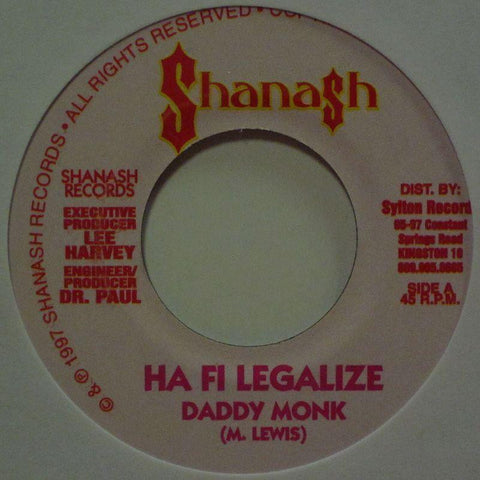 © & ℗ 1997 SHANASH RECORDS • ALL RIGHTS RESERVED •
Shanash
SHANASH
RECORDS
EXECUTIVE
PRODUCER
LEE
HARVEY
ENGINEER/
PRODUCER
DR. PAUL
DIST. BY:
Sylton Record
Constant
Springs Road
KINGSTON 10
SIDE A
45 R.P.M.
HA FI LEGALIZE
DADDY MONK
(M. LEWIS)